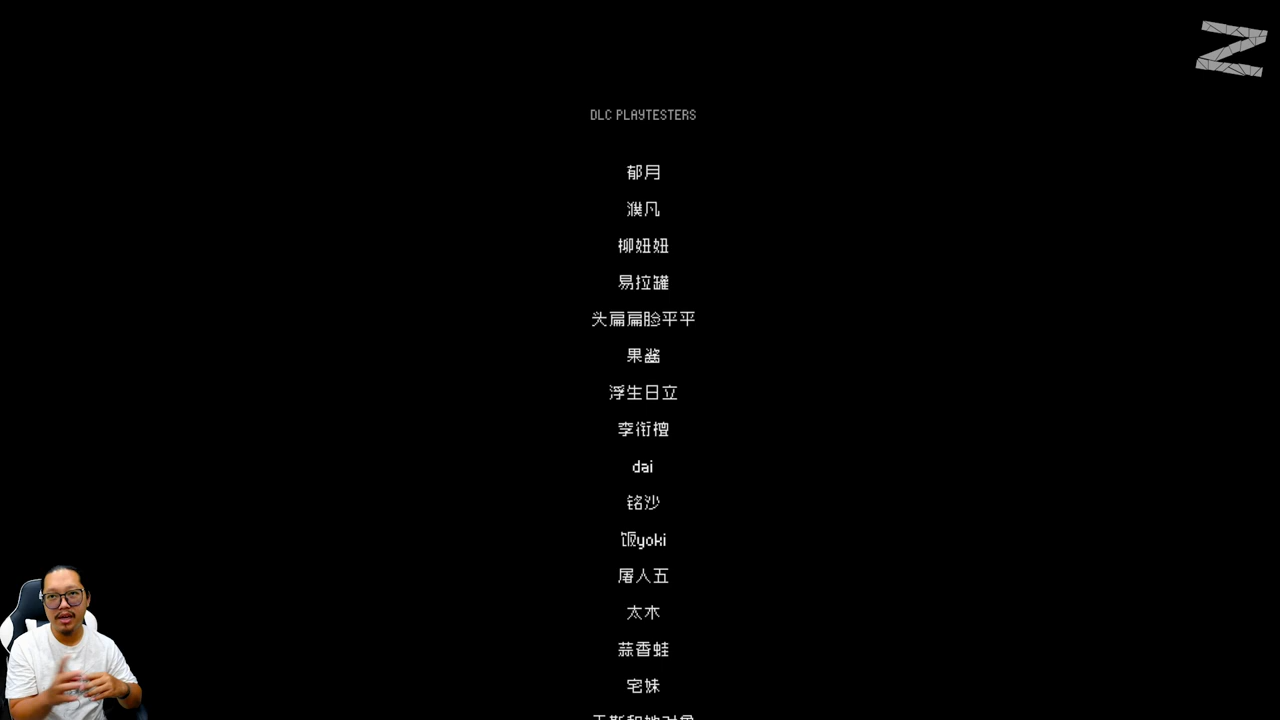 Z
DLC PLAYTESTERS
郁月
濮凡
柳妞妞
易拉罐
头扁扁脸平平
果酱
浮生日立
李衔檀
dai
铭沙
饭yoki
屠人五
太木
蒜香蛙
宅妹